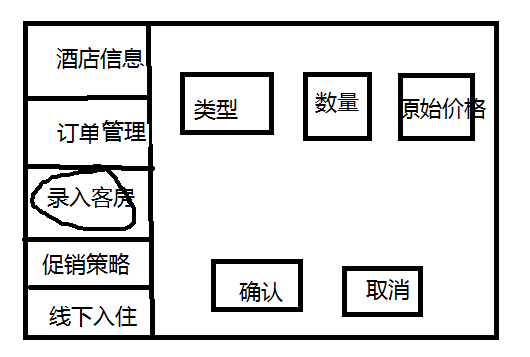 酒店信息
订单管理
录入客房
促销策略
线下入住
类型
数量
原始价格
确认
取消